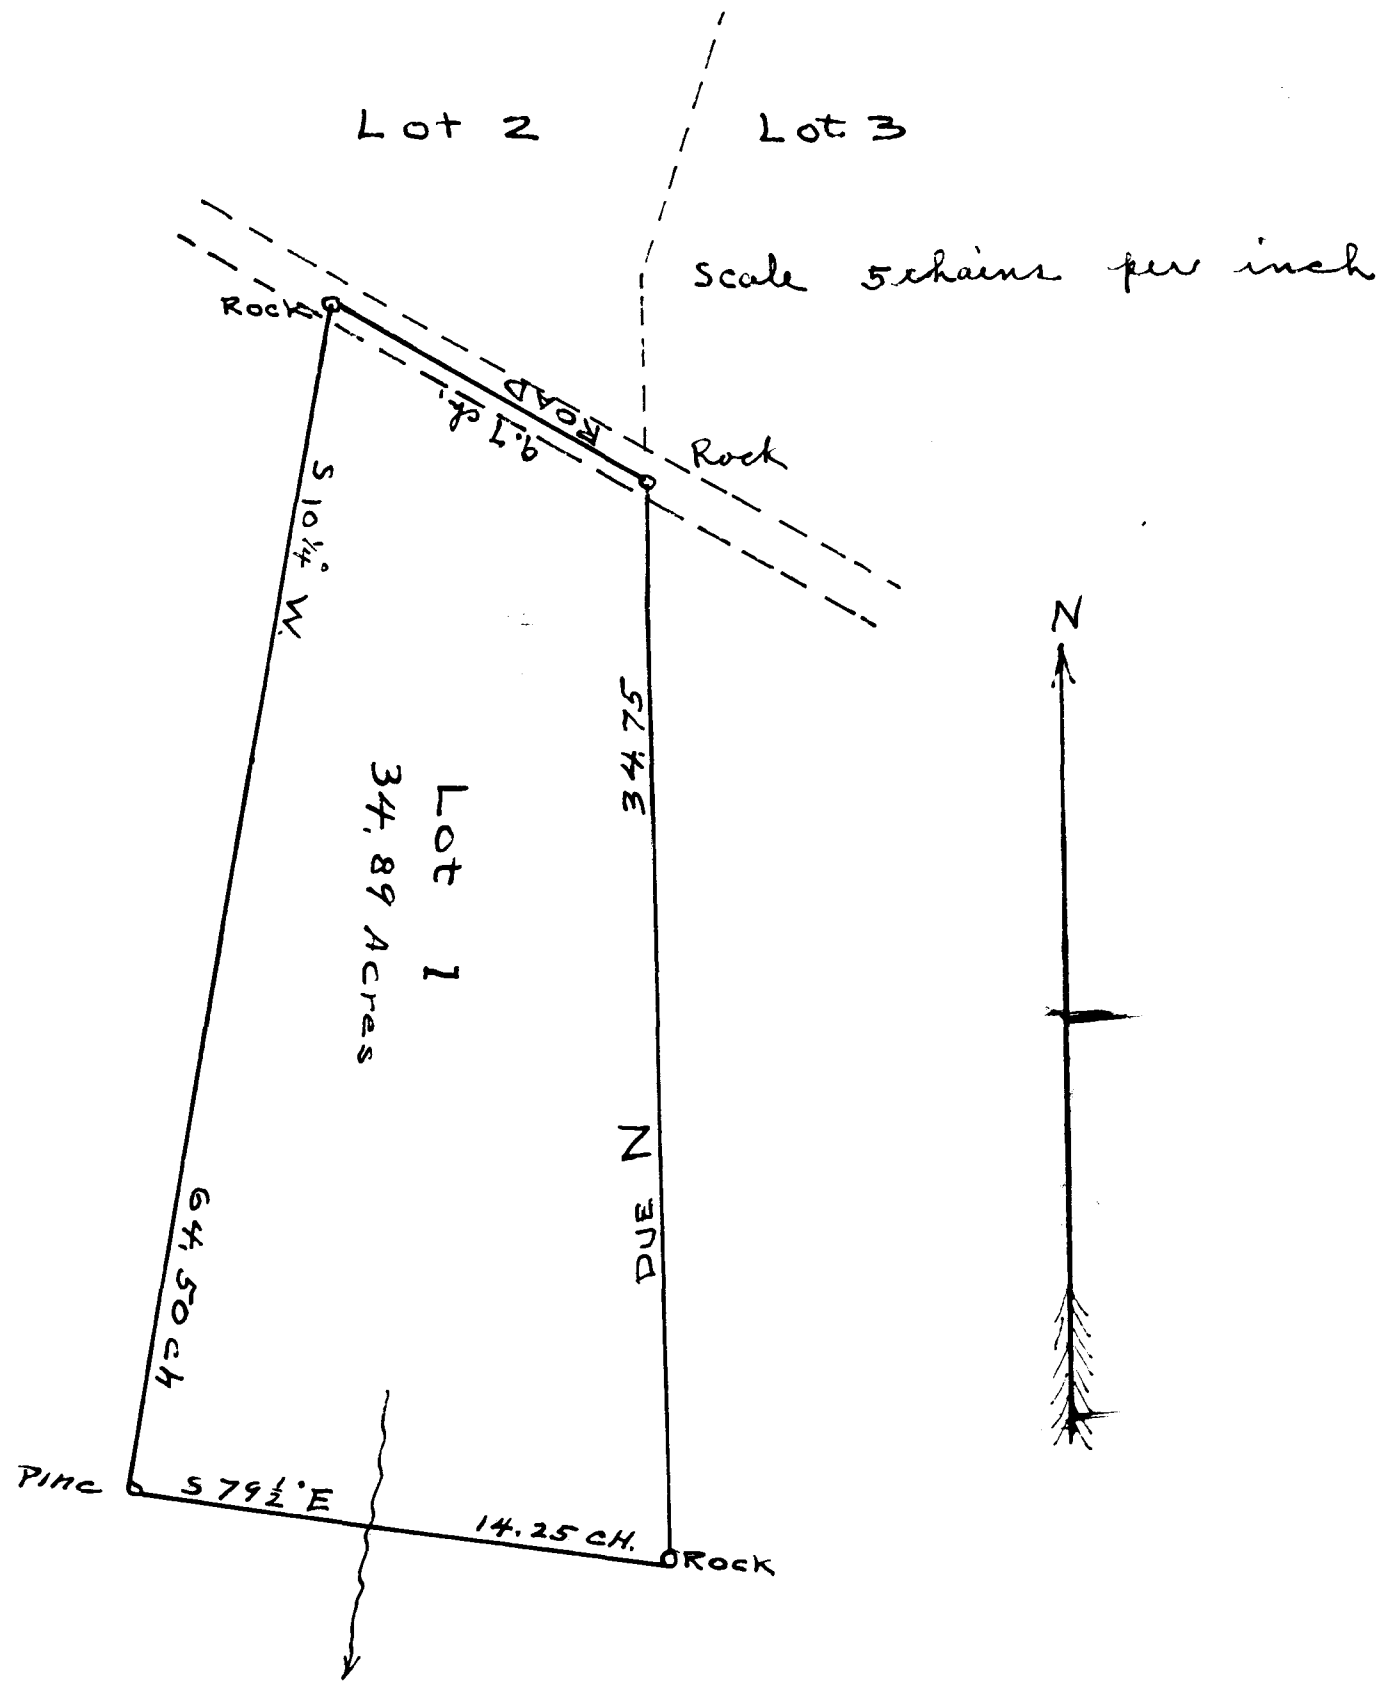 Lot 2
Lot 3
Scale 5 chains per inch
Rock
ROAD
9.7 ch.
Rock
S 10¼° W.
64.50 ch
Lot 1
34.89 Acres
DUE N 34 75
N
Pine
S 79½° E
14.25 CH.
Rock